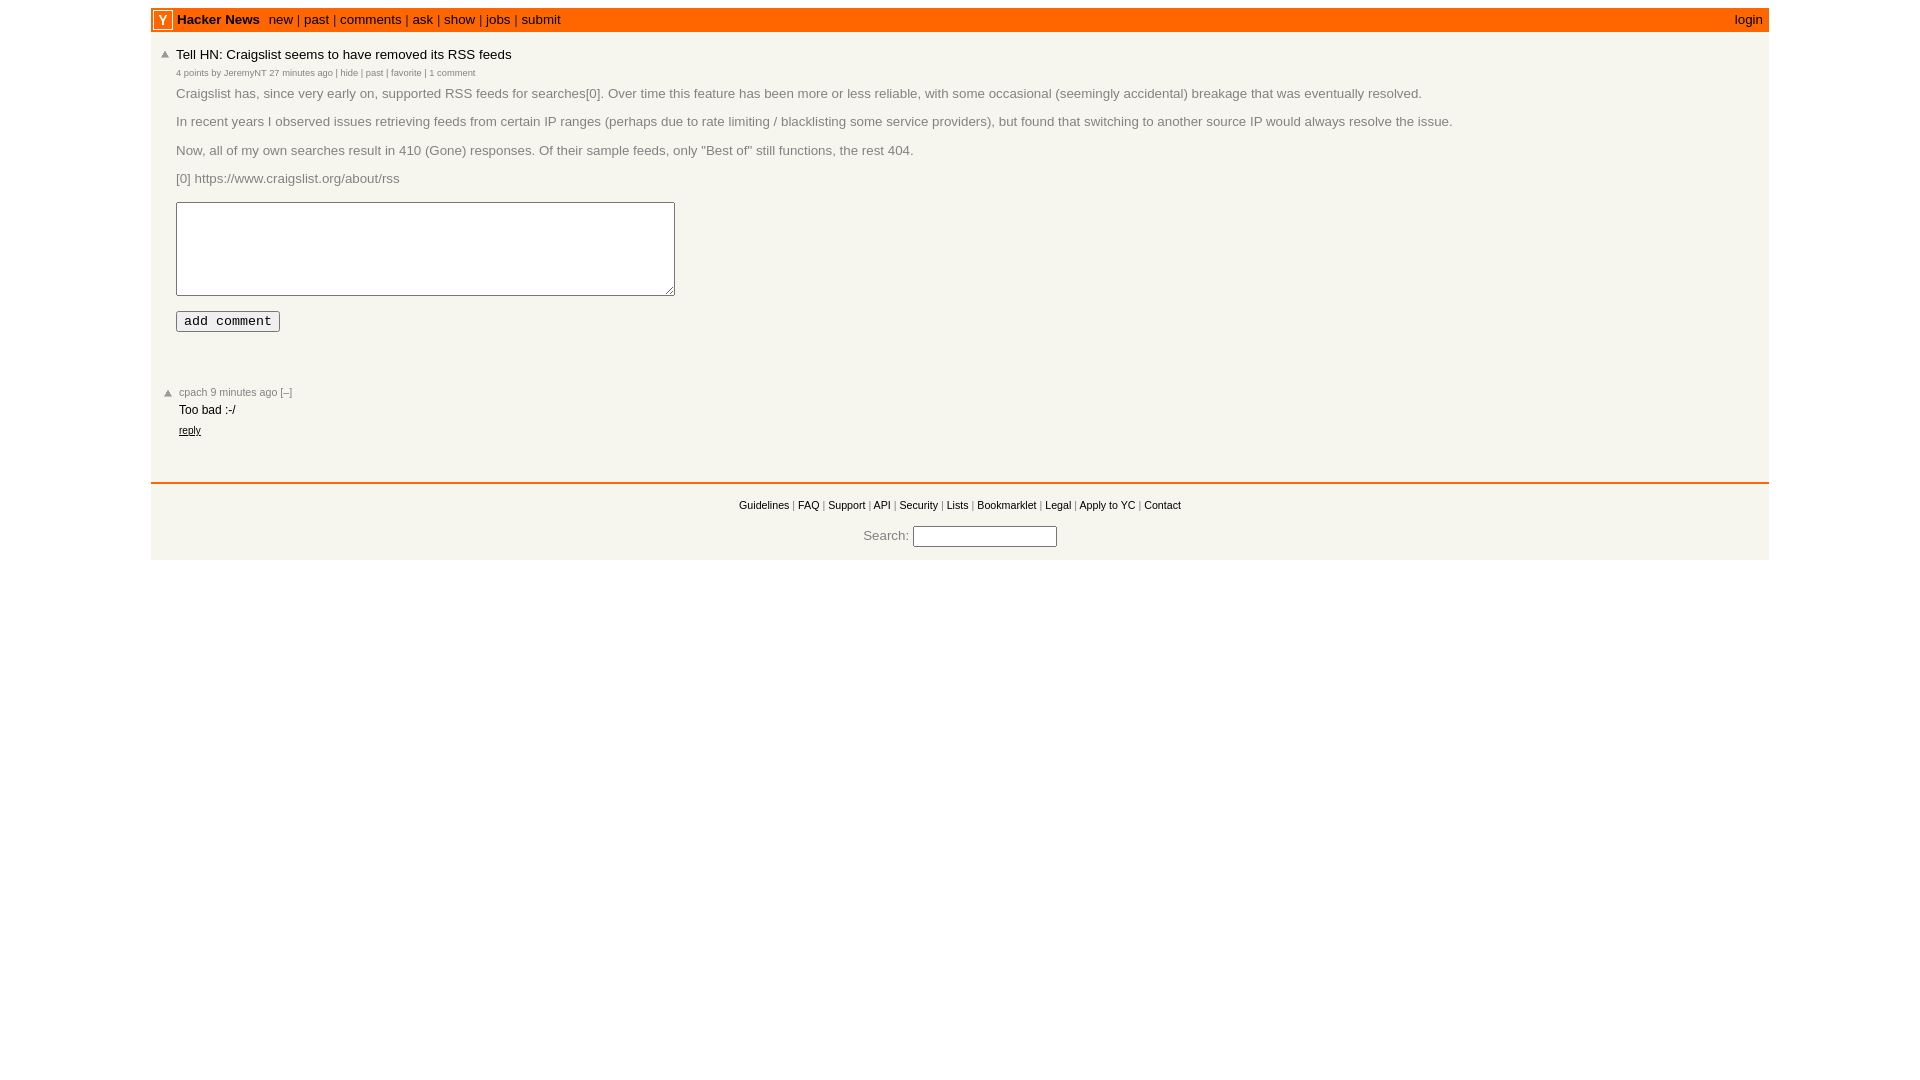 Y Hacker News new | past | comments | ask | show | jobs | submit login
Tell HN: Craigslist seems to have removed its RSS feeds
4 points by JeremyNT 27 minutes ago | hide | past | favorite | 1 comment
Craigslist has, since very early on, supported RSS feeds for searches[0]. Over time this feature has been more or less reliable, with some occasional (seemingly accidental) breakage that was eventually resolved.
In recent years I observed issues retrieving feeds from certain IP ranges (perhaps due to rate limiting / blacklisting some service providers), but found that switching to another source IP would always resolve the issue.
Now, all of my own searches result in 410 (Gone) responses. Of their sample feeds, only "Best of" still functions, the rest 404.
[0] https://www.craigslist.org/about/rss
add comment
cpach 9 minutes ago [–]
Too bad :-/
reply
Guidelines | FAQ | Support | API | Security | Lists | Bookmarklet | Legal | Apply to YC | Contact
Search: